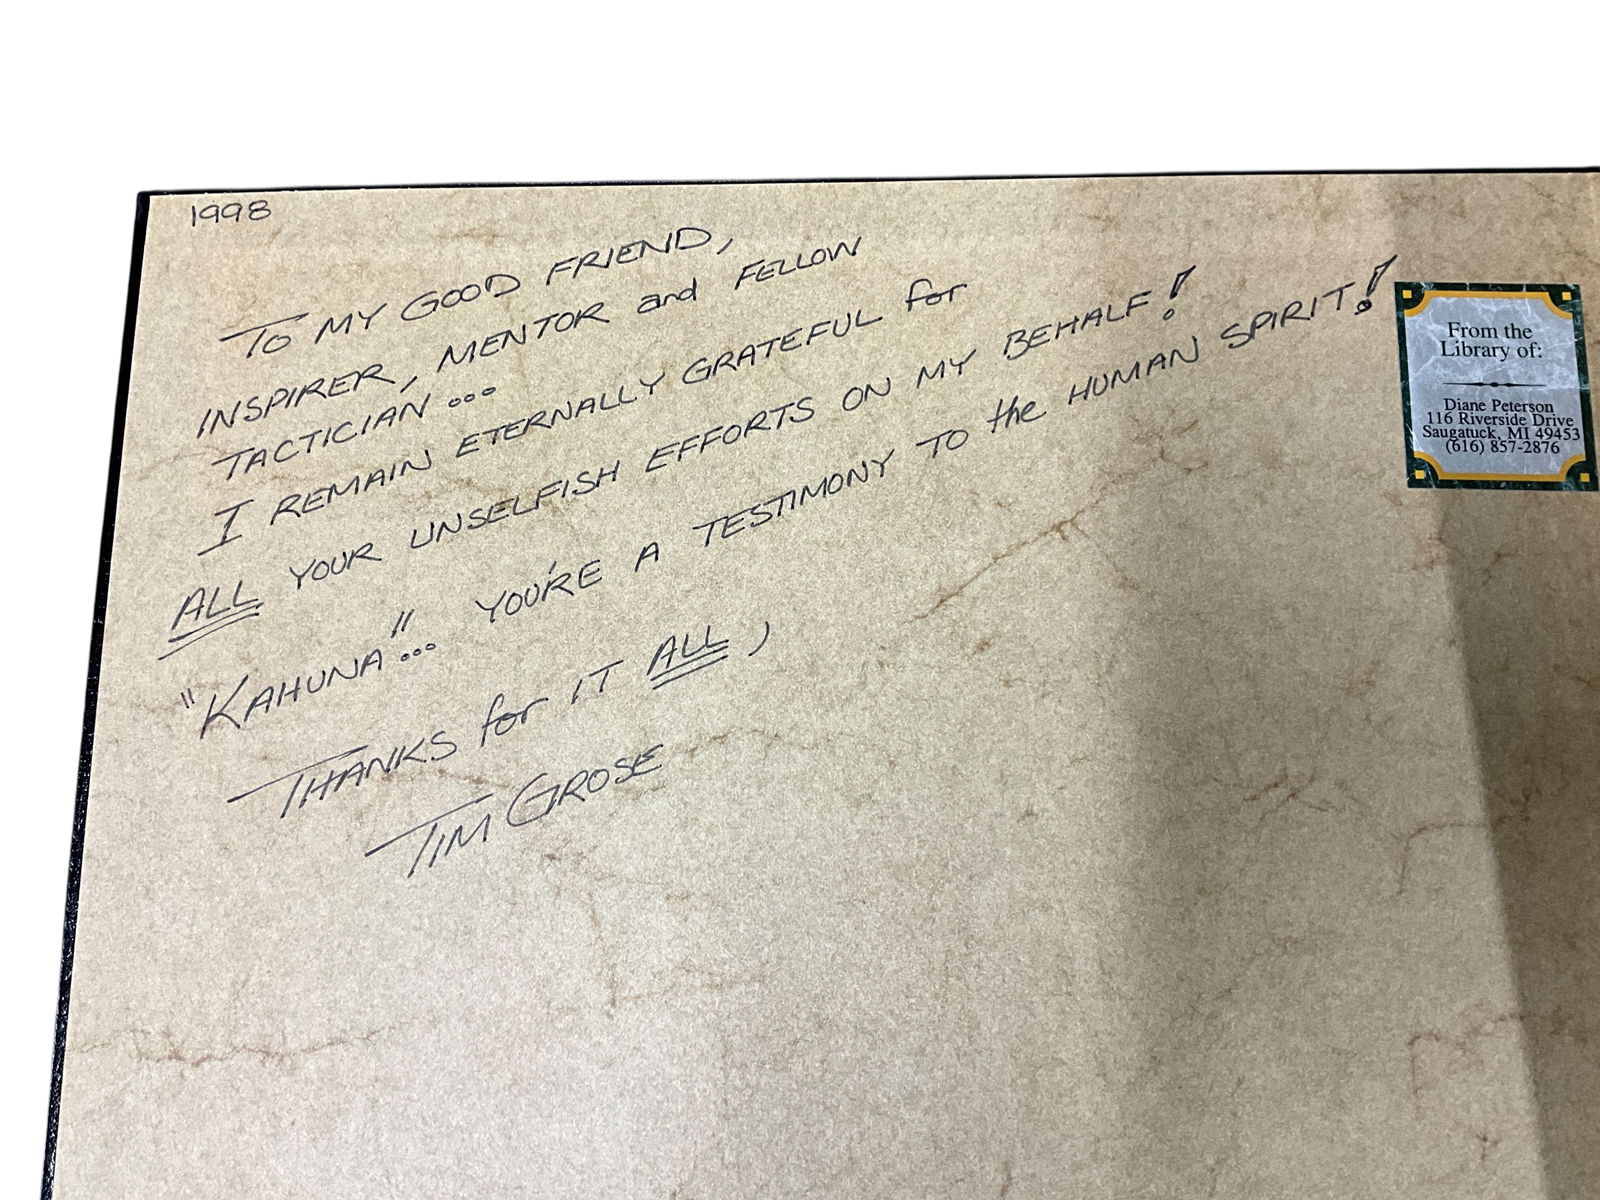 1998
To MY GOOD FRIEND,
INSPIRER, MENTOR and FELLOW
TACTICIAN...
I REMAIN ETERNALLY GRATEFUL for
ALL YOUR UNSELFISH EFFORTS ON MY BEHALF!
"KAHUNA"... YOU'RE A TESTIMONY TO the HUMAN SPIRIT!
THANKS for IT ALL,
TIM GROSE
From the
Library of:
Diane Peterson
116 Riverside Drive
Saugatuck, MI 49453
(616) 857-2876